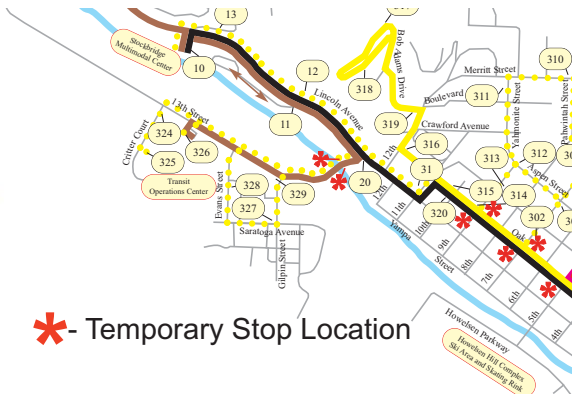 13
Stockbridge
Multimodal Center
10
12
318
Bob Adams Drive
Merritt Street
310
Lincoln Avenue
Boulevard
311
Yahmonite Street
Pahwintah Street
13th Street
11
319
Crawford Avenue
324
Critter Court
326
12th
316
313
312
325
31
Aspen Street
Transit
Operations Center
328
329
20
12th
315
314
Evans Street
327
11th
320
302
Saratoga Avenue
10th
Oak
Yampa
Street
9th
8th
7th
6th
5th
4th
Gilpin Street
Howelsen Parkway
Howelsen Hill Complex
Ski Area and Skating Rink
- Temporary Stop Location